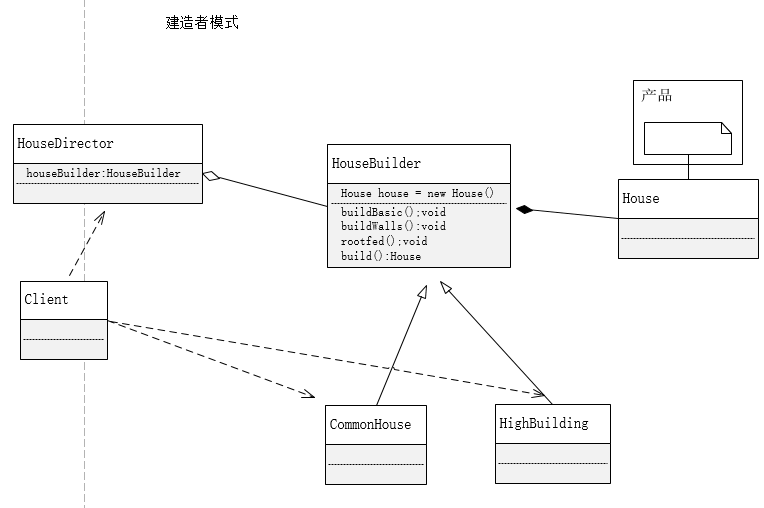 建造者模式
产品
HouseDirector
houseBuilder:HouseBuilder
HouseBuilder
House house = new House()
buildBasic();void
buildWalls():void
rootfed();void
build():House
House
Client
CommonHouse
HighBuilding